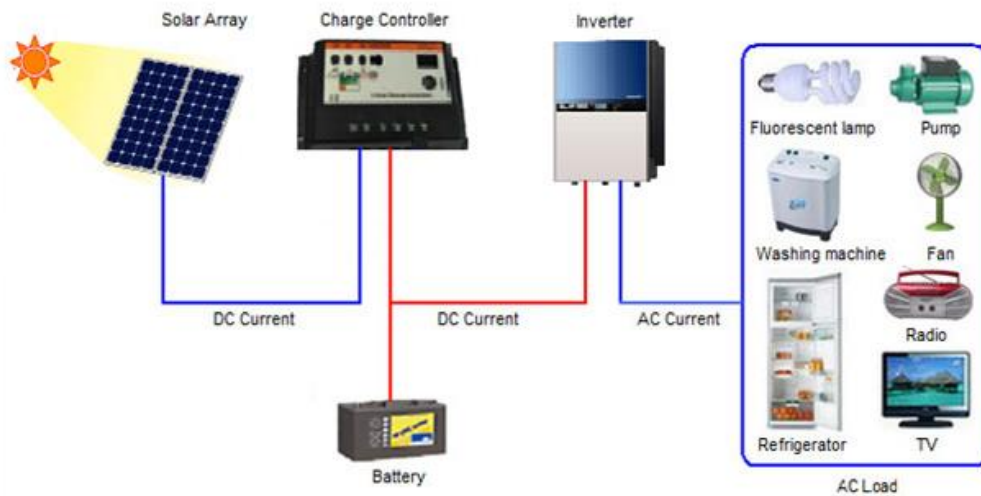 Solar Array
Charge Controller
Inverter
Fluorescent lamp
Pump
Washing machine
Fan
DC Current
DC Current
AC Current
Radio
Refrigerator
TV
Battery
AC Load